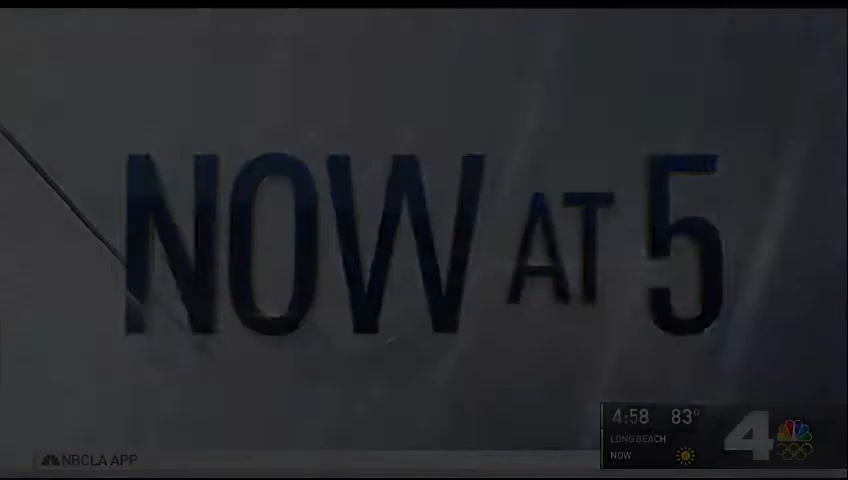 NOW AT 5
4:58 83°
LONG BEACH
NOW
4
NBCLA APP